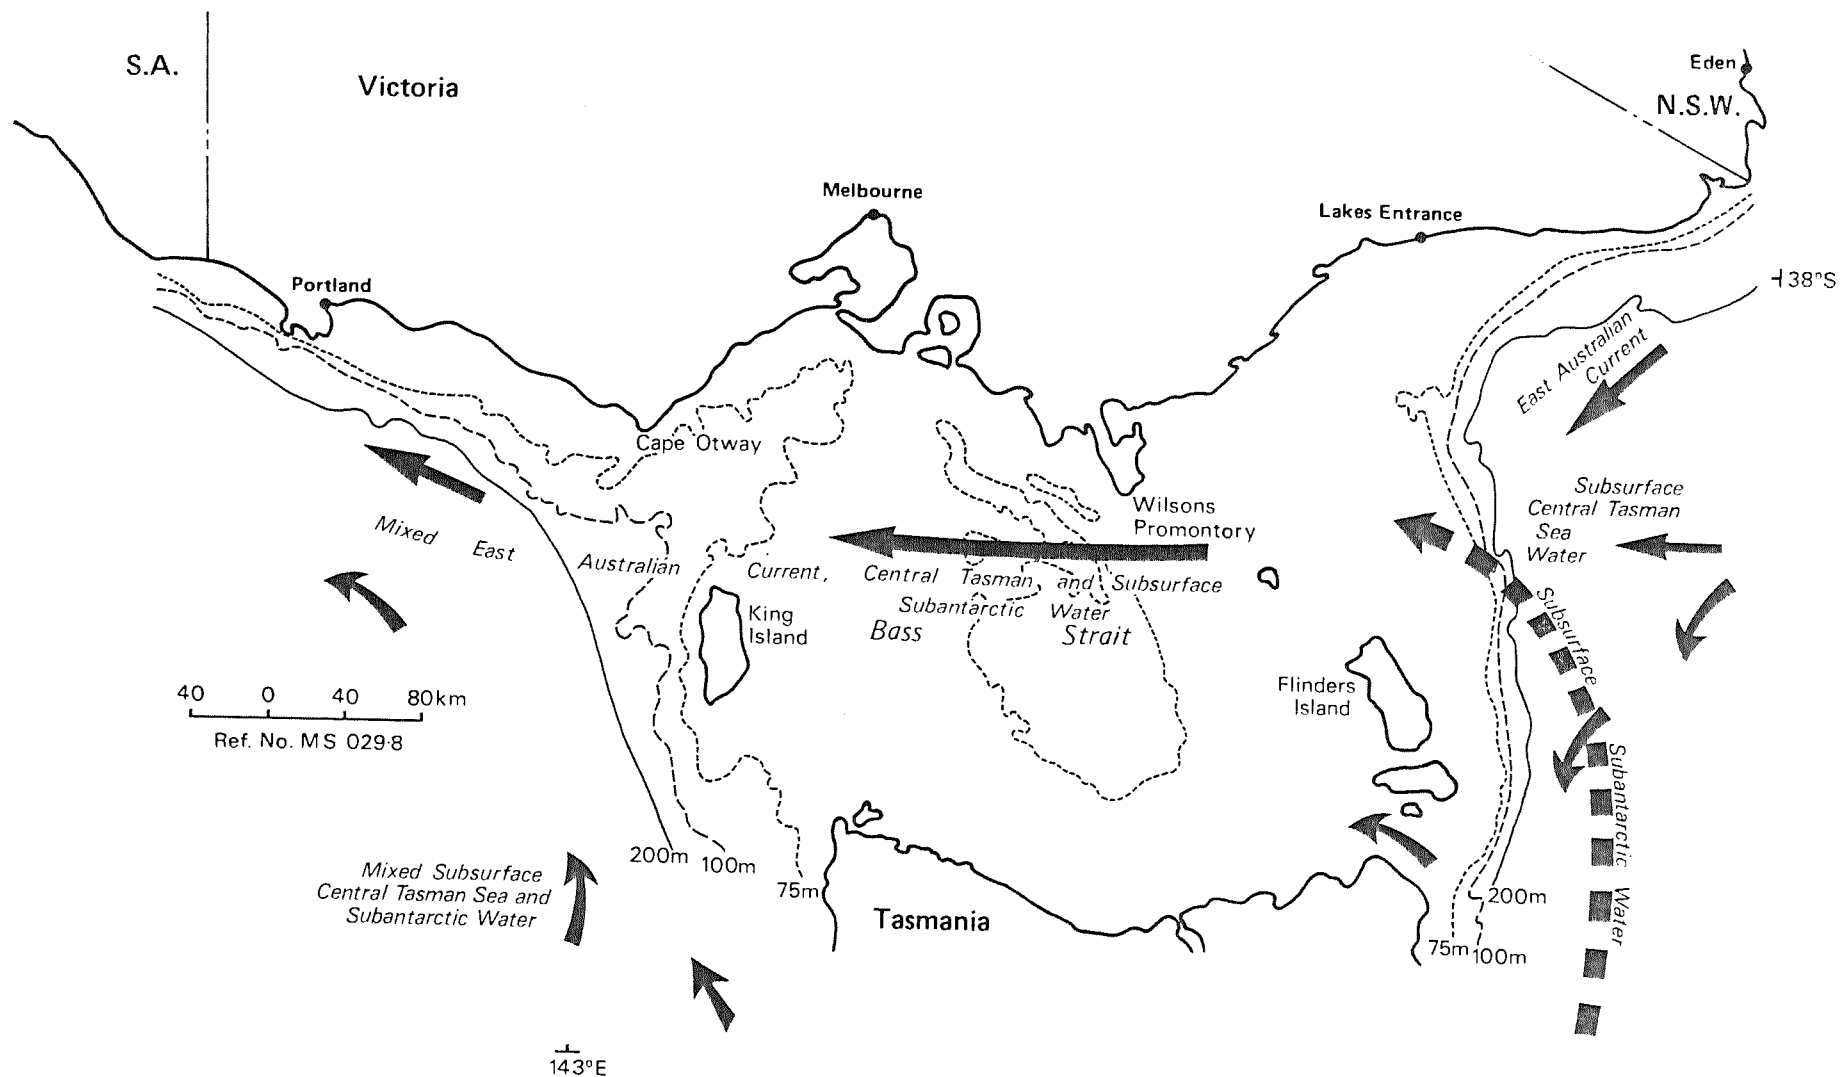 S.A.
Victoria
Eden
N.S.W.
Melbourne
Lakes Entrance
Portland
38°S
East Australian
Current
Cape Otway
Wilsons
Promontory
Subsurface
Central Tasman
Sea
Water
Mixed East Australian Current, Central Tasman and Subsurface
Subantarctic Water
Bass Strait
King
Island
Subsurface
Flinders
Island
40 0 40 80km
Ref. No. MS 029·8
Subantarctic Water
200m 100m
75m
Mixed Subsurface
Central Tasman Sea and
Subantarctic Water
Tasmania
200m
75m 100m
143°E